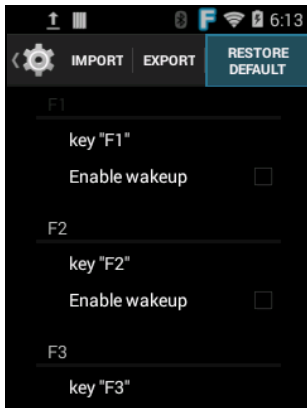 F 6:13
IMPORT EXPORT RESTORE DEFAULT
F1
key "F1"
Enable wakeup
F2
key "F2"
Enable wakeup
F3
key "F3"